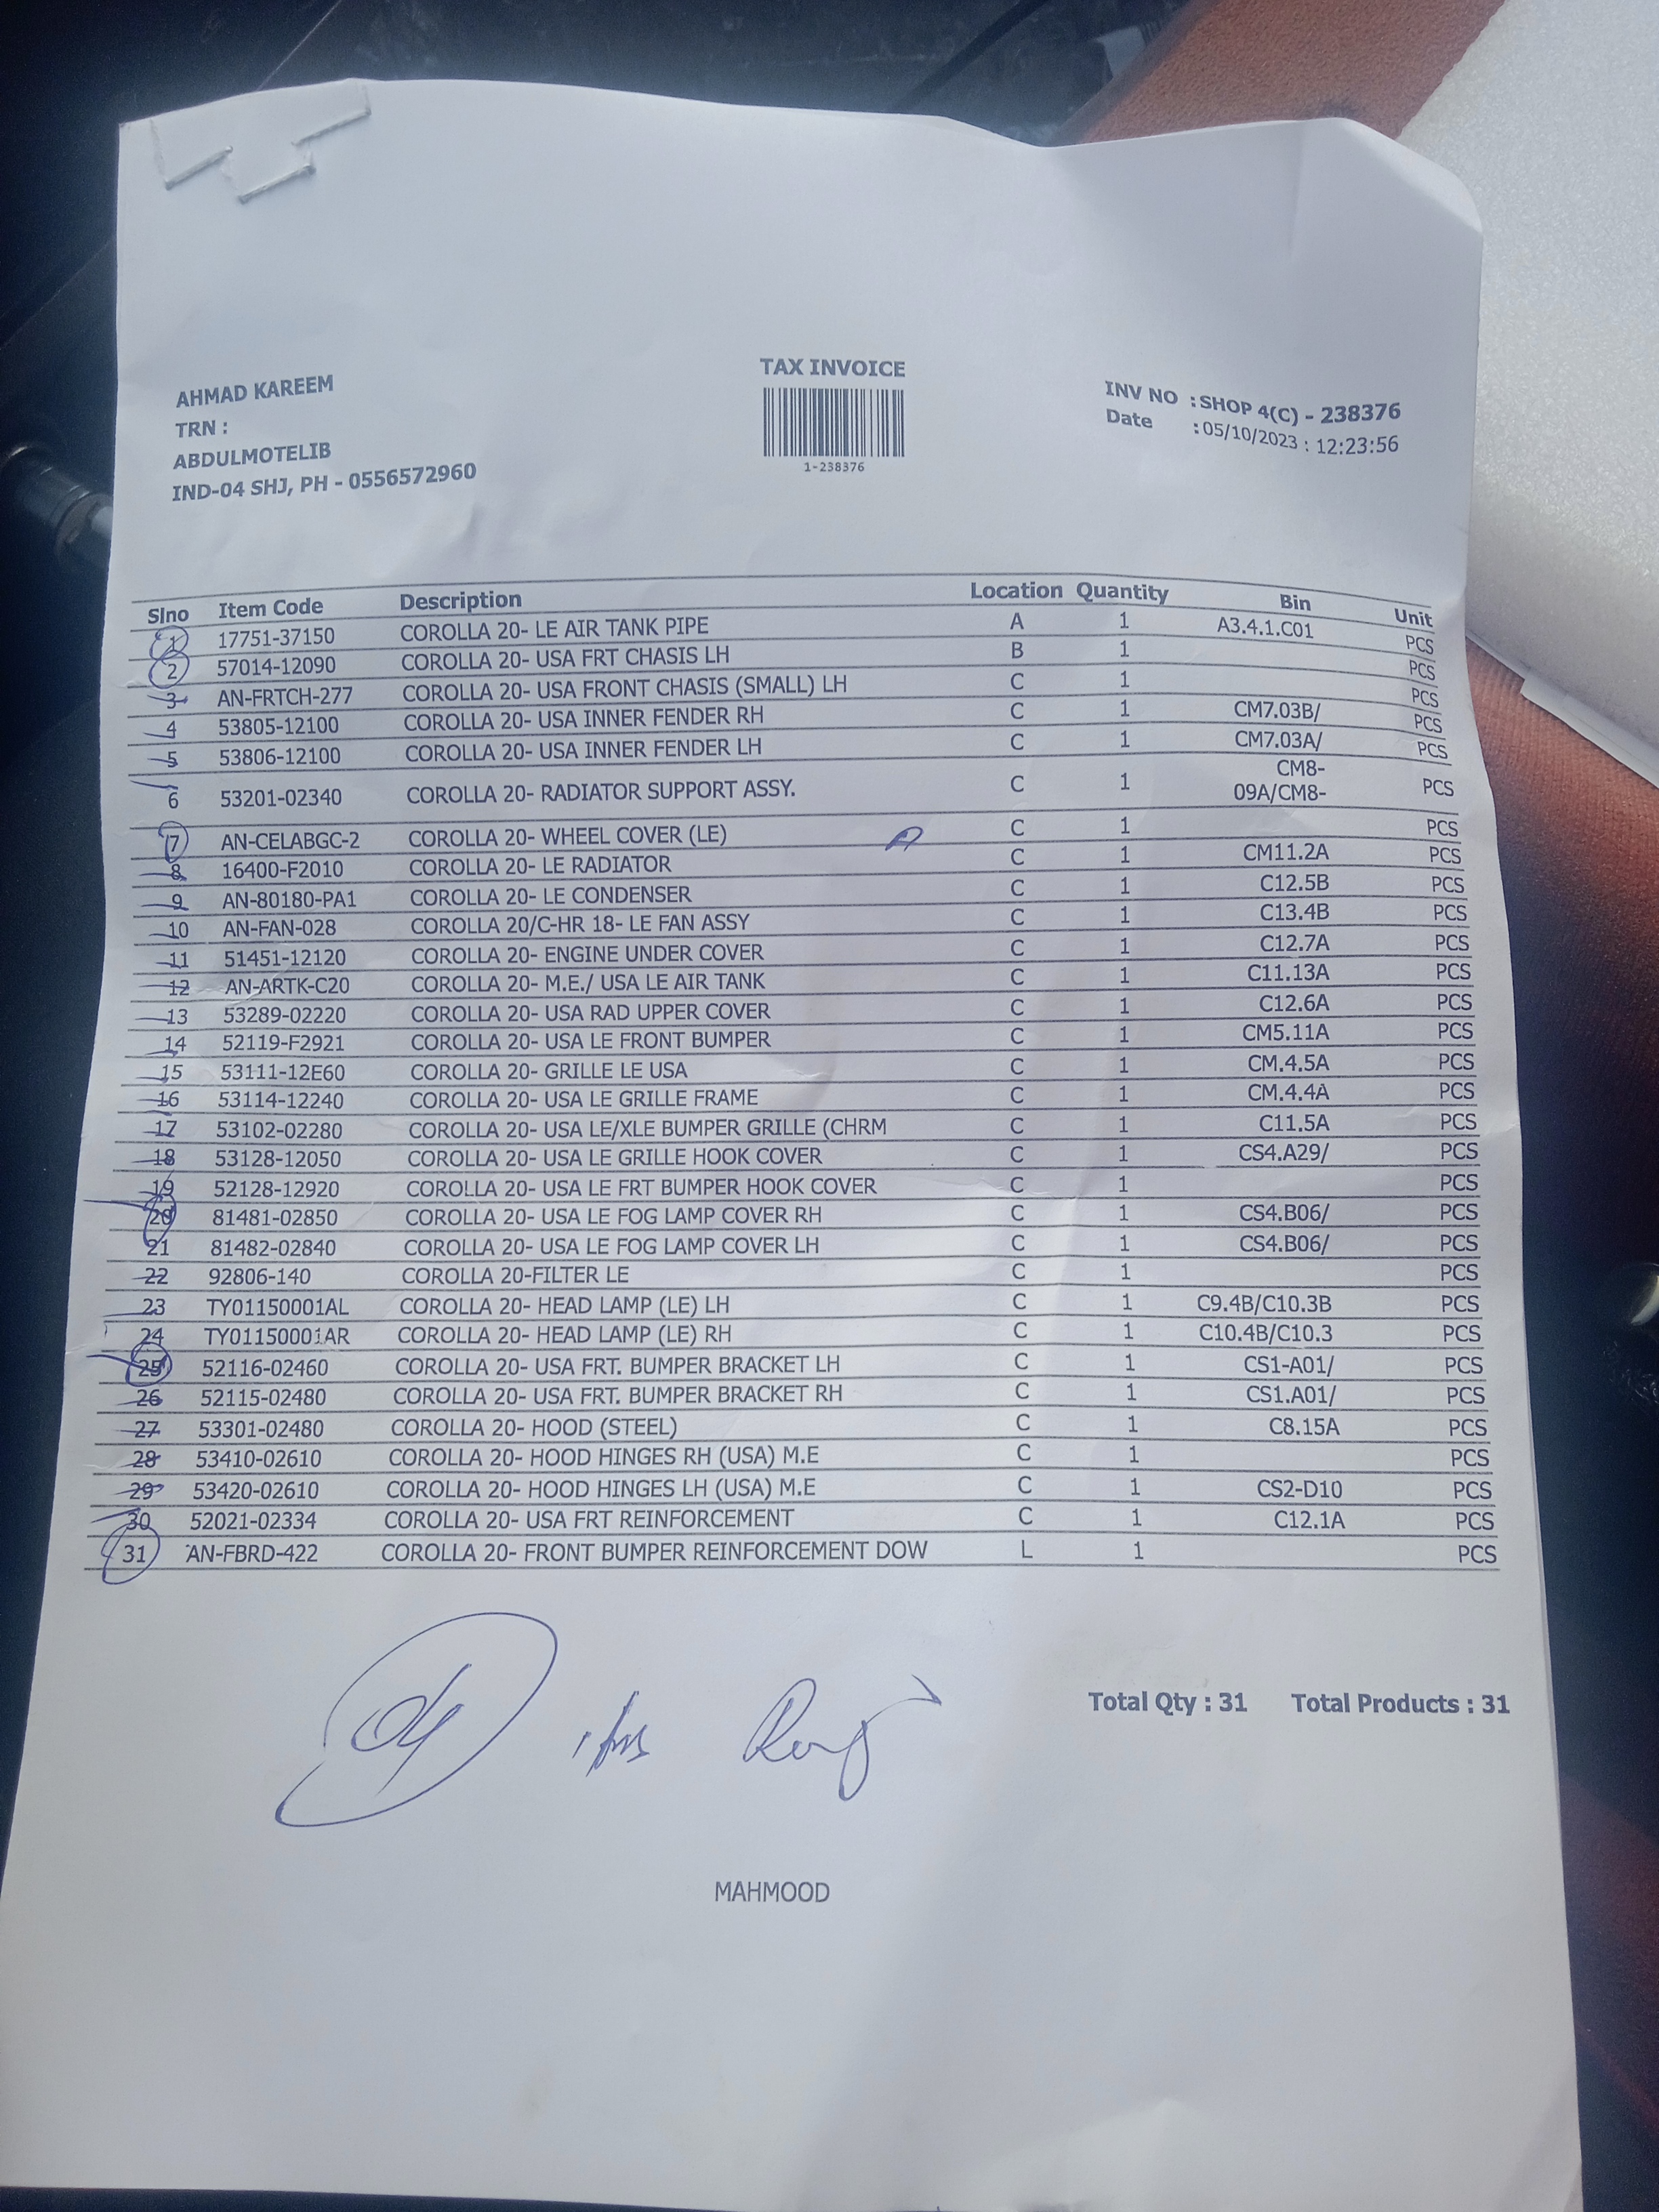 TAX INVOICE
AHMAD KAREEM
TRN :
ABDULMOTELIB
IND-04 SHJ, PH - 0556572960
1-238376
INV NO : SHOP 4(C) - 238376
Date : 05/10/2023 : 12:23:56
Slno Item Code Description Location Quantity Bin Unit
1 17751-37150 COROLLA 20- LE AIR TANK PIPE A 1 A3.4.1.C01 PCS
2 57014-12090 COROLLA 20- USA FRT CHASIS LH B 1 PCS
3 AN-FRTCH-277 COROLLA 20- USA FRONT CHASIS (SMALL) LH C 1 PCS
4 53805-12100 COROLLA 20- USA INNER FENDER RH C 1 CM7.03B/ PCS
5 53806-12100 COROLLA 20- USA INNER FENDER LH C 1 CM7.03A/ PCS
6 53201-02340 COROLLA 20- RADIATOR SUPPORT ASSY. C 1 CM8-
09A/CM8- PCS
7 AN-CELABGC-2 COROLLA 20- WHEEL COVER (LE) C 1 PCS
8 16400-F2010 COROLLA 20- LE RADIATOR C 1 CM11.2A PCS
9 AN-80180-PA1 COROLLA 20- LE CONDENSER C 1 C12.5B PCS
10 AN-FAN-028 COROLLA 20/C-HR 18- LE FAN ASSY C 1 C13.4B PCS
11 51451-12120 COROLLA 20- ENGINE UNDER COVER C 1 C12.7A PCS
12 AN-ARTK-C20 COROLLA 20- M.E./ USA LE AIR TANK C 1 C11.13A PCS
13 53289-02220 COROLLA 20- USA RAD UPPER COVER C 1 C12.6A PCS
14 52119-F2921 COROLLA 20- USA LE FRONT BUMPER C 1 CM5.11A PCS
15 53111-12E60 COROLLA 20- GRILLE LE USA C 1 CM.4.5A PCS
16 53114-12240 COROLLA 20- USA LE GRILLE FRAME C 1 CM.4.4A PCS
17 53102-02280 COROLLA 20- USA LE/XLE BUMPER GRILLE (CHRM C 1 C11.5A PCS
18 53128-12050 COROLLA 20- USA LE GRILLE HOOK COVER C 1 CS4.A29/ PCS
19 52128-12920 COROLLA 20- USA LE FRT BUMPER HOOK COVER C 1 PCS
20 81481-02850 COROLLA 20- USA LE FOG LAMP COVER RH C 1 CS4.B06/ PCS
21 81482-02840 COROLLA 20- USA LE FOG LAMP COVER LH C 1 CS4.B06/ PCS
22 92806-140 COROLLA 20-FILTER LE C 1 PCS
23 TY01150001AL COROLLA 20- HEAD LAMP (LE) LH C 1 C9.4B/C10.3B PCS
24 TY01150001AR COROLLA 20- HEAD LAMP (LE) RH C 1 C10.4B/C10.3 PCS
25 52116-02460 COROLLA 20- USA FRT. BUMPER BRACKET LH C 1 CS1-A01/ PCS
26 52115-02480 COROLLA 20- USA FRT. BUMPER BRACKET RH C 1 CS1.A01/ PCS
27 53301-02480 COROLLA 20- HOOD (STEEL) C 1 C8.15A PCS
28 53410-02610 COROLLA 20- HOOD HINGES RH (USA) M.E C 1 PCS
29 53420-02610 COROLLA 20- HOOD HINGES LH (USA) M.E C 1 CS2-D10 PCS
30 52021-02334 COROLLA 20- USA FRT REINFORCEMENT C 1 C12.1A PCS
31 AN-FBRD-422 COROLLA 20- FRONT BUMPER REINFORCEMENT DOW L 1 PCS
Total Qty : 31 Total Products : 31
MAHMOOD